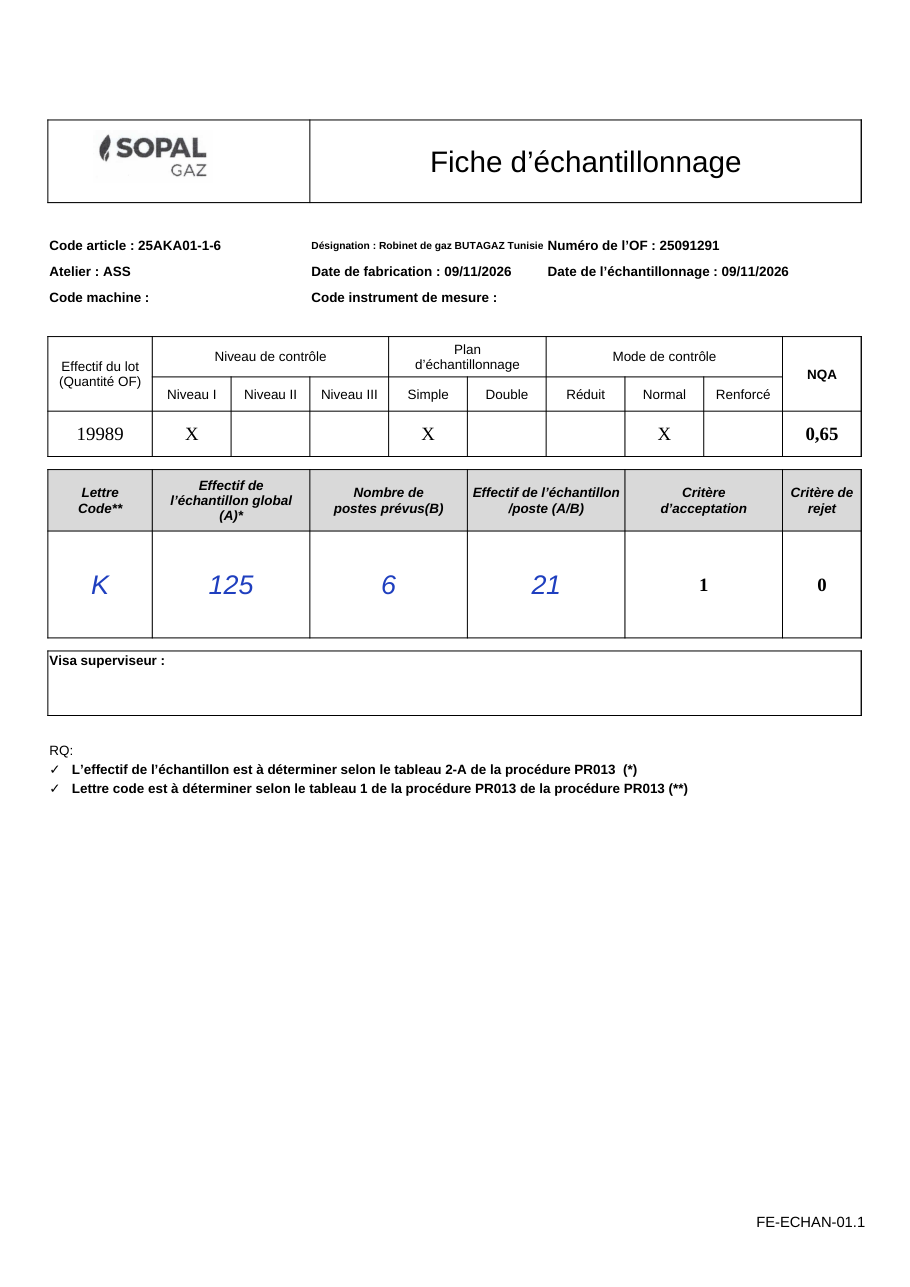 SOPAL
GAZ
Fiche d’échantillonnage
Code article : 25AKA01-1-6
Désignation : Robinet de gaz BUTAGAZ Tunisie
Numéro de l’OF : 25091291
Atelier : ASS
Date de fabrication : 09/11/2026
Date de l’échantillonnage : 09/11/2026
Code machine :
Code instrument de mesure :
Effectif du lot
(Quantité OF)
Niveau de contrôle
Plan
d’échantillonnage
Mode de contrôle
NQA
Niveau I
Niveau II
Niveau III
Simple
Double
Réduit
Normal
Renforcé
19989
X
X
X
0,65
Lettre
Code**
Effectif de
l’échantillon global
(A)*
Nombre de
postes prévus(B)
Effectif de l’échantillon
/poste (A/B)
Critère
d’acceptation
Critère de
rejet
K
125
6
21
1
0
Visa superviseur :
RQ:
✓ L’effectif de l’échantillon est à déterminer selon le tableau 2-A de la procédure PR013 (*)
✓ Lettre code est à déterminer selon le tableau 1 de la procédure PR013 de la procédure PR013 (**)
FE-ECHAN-01.1